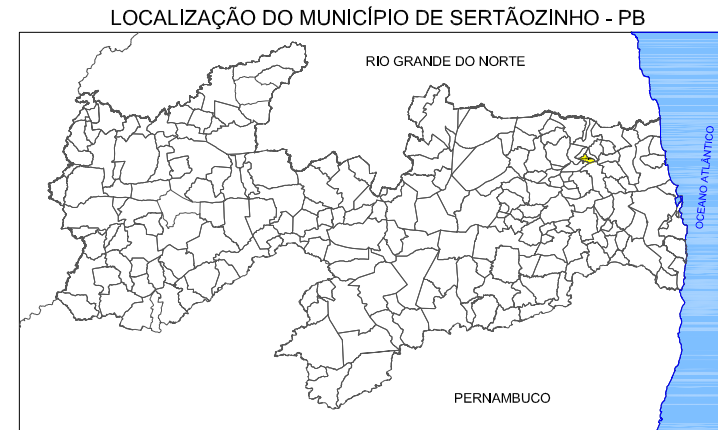 LOCALIZAÇÃO DO MUNICÍPIO DE SERTÃOZINHO - PB
RIO GRANDE DO NORTE
OCEANO ATLÂNTICO
PERNAMBUCO